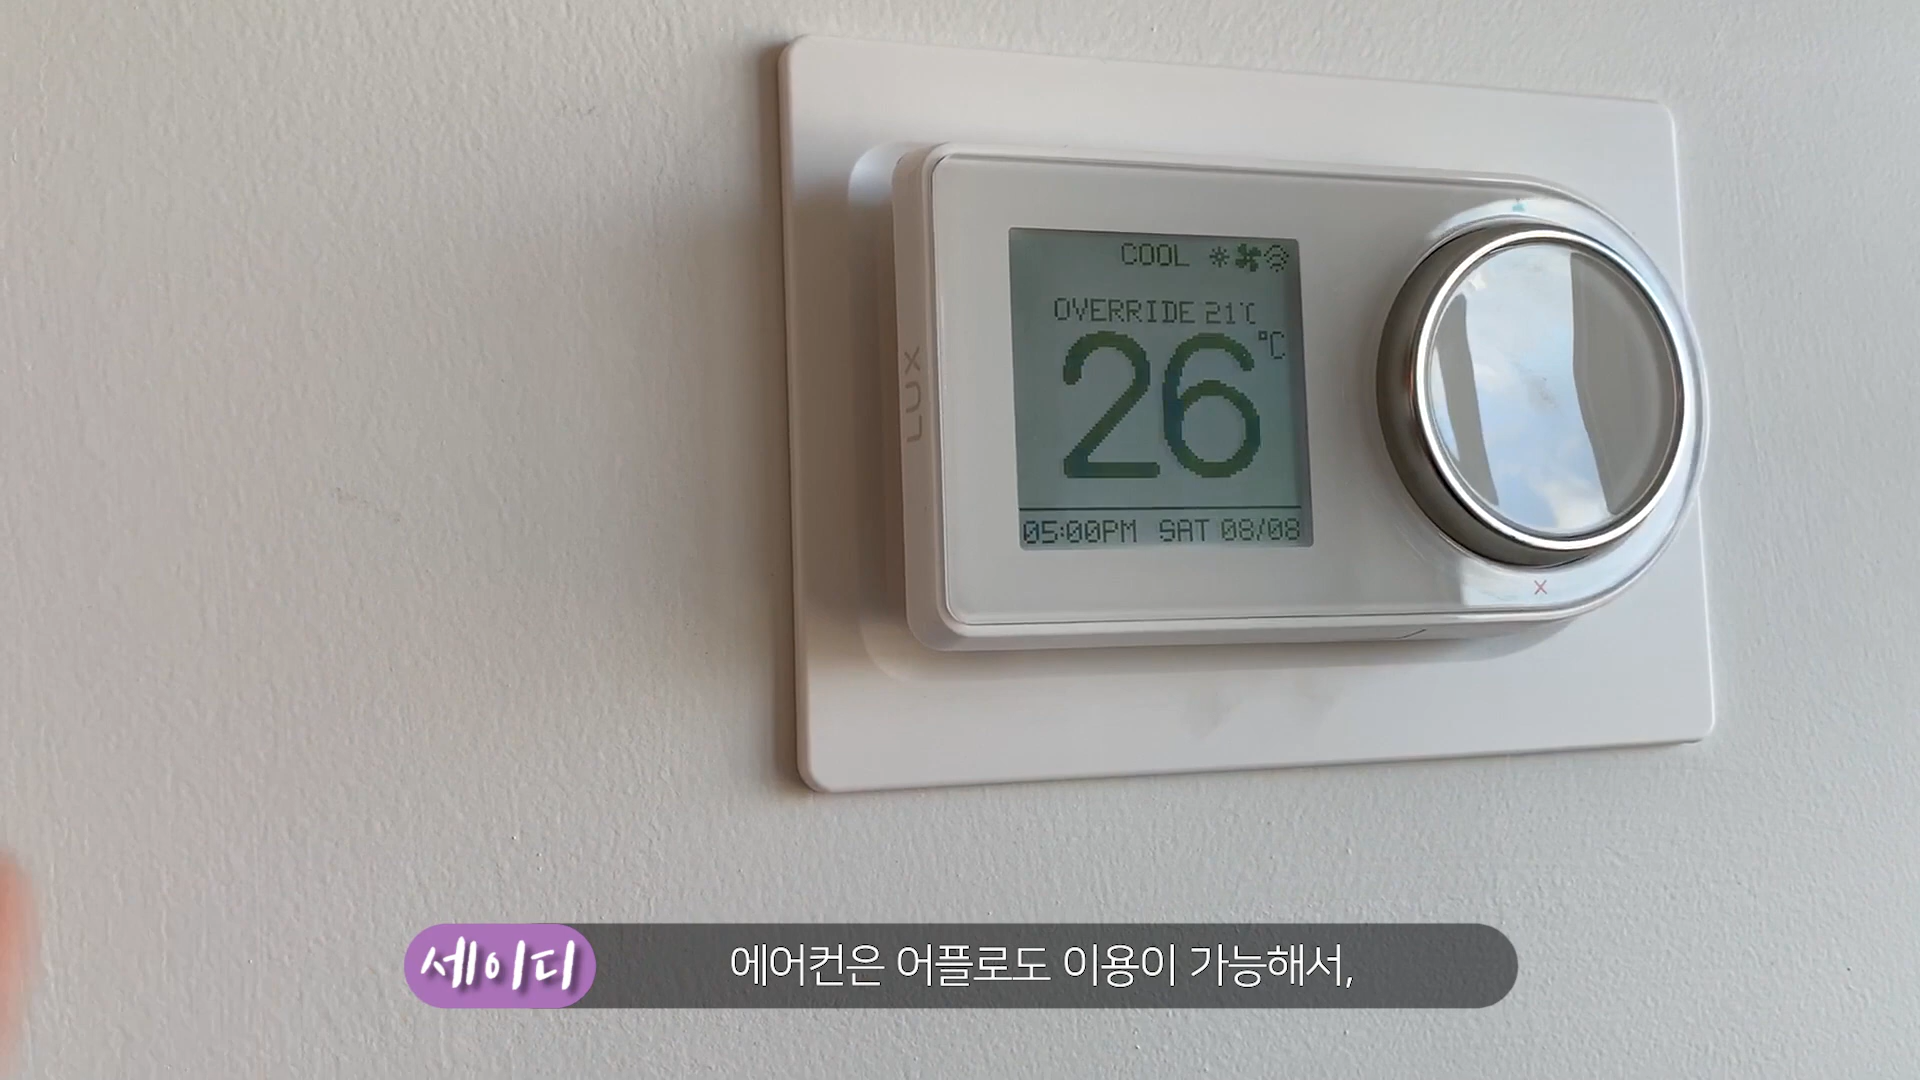 COOL
OVERRIDE 21℃
26 °C
05:00PM SAT 08/08
LUX
X
세이디
에어컨은 어플로도 이용이 가능해서,